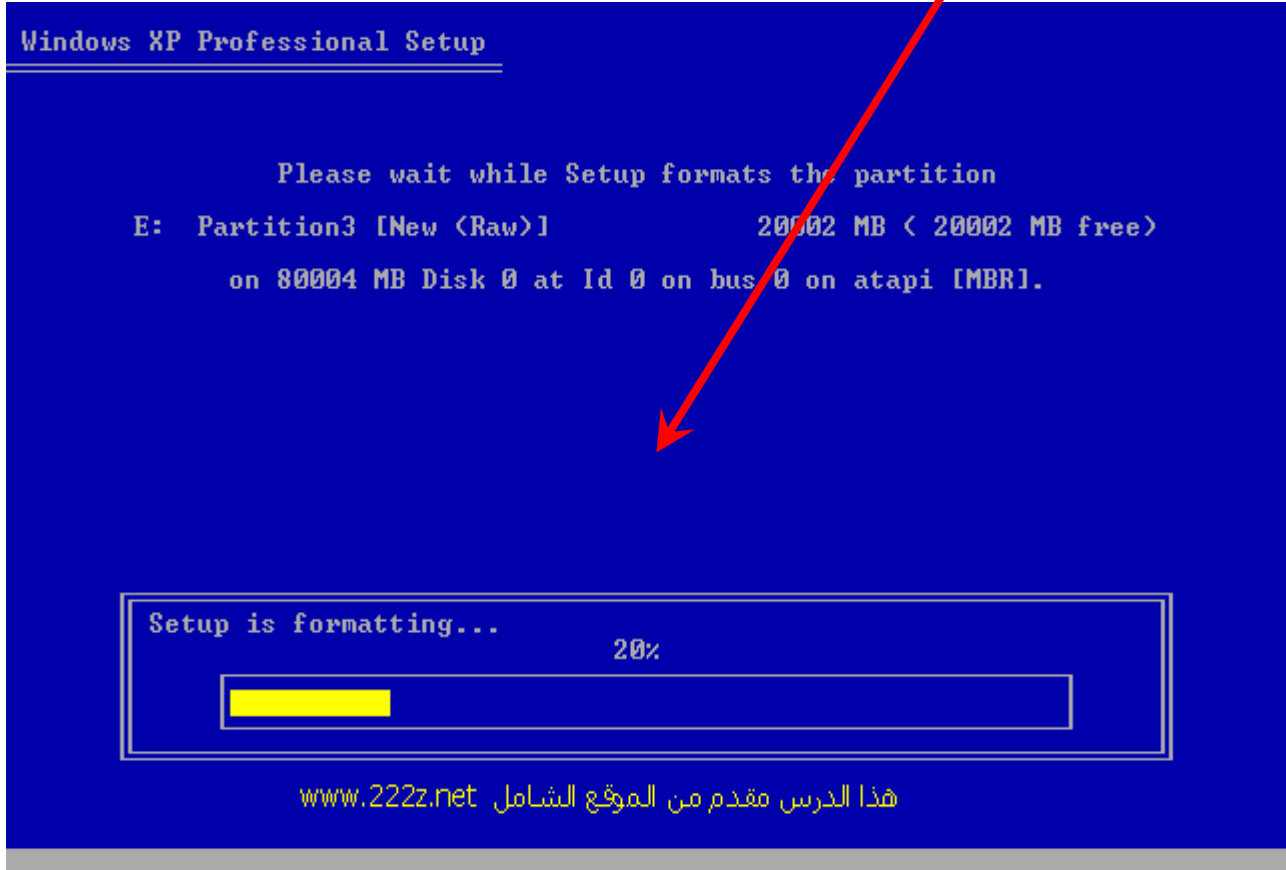 Windows XP Professional Setup
Please wait while Setup formats the partition
E: Partition3 [New (Raw)] 20002 MB ( 20002 MB free)
on 80004 MB Disk 0 at Id 0 on bus 0 on atapi [MBR].
Setup is formatting...
20%
هذا الدرس مقدم من الموقع الشامل www.222z.net